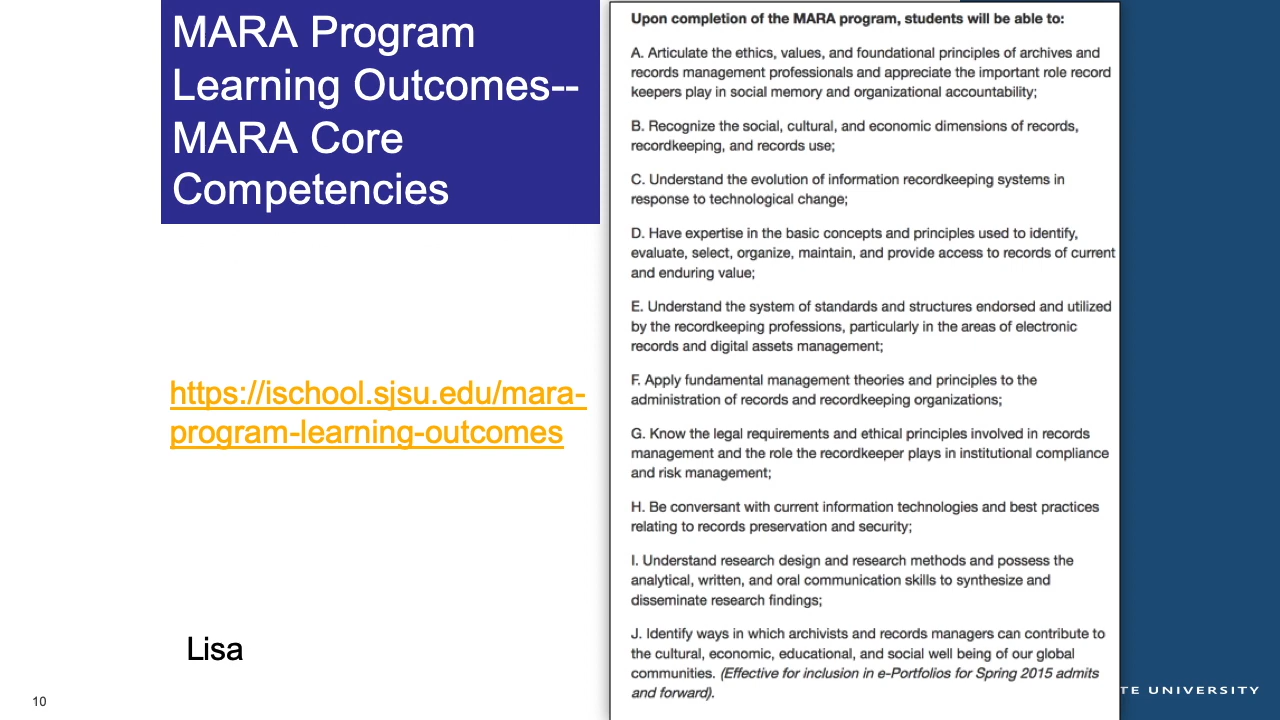 MARA Program
Learning Outcomes--
MARA Core
Competencies
https://ischool.sjsu.edu/mara-
program-learning-outcomes
Lisa
10
Upon completion of the MARA program, students will be able to:
A. Articulate the ethics, values, and foundational principles of archives and
records management professionals and appreciate the important role record
keepers play in social memory and organizational accountability;
B. Recognize the social, cultural, and economic dimensions of records,
recordkeeping, and records use;
C. Understand the evolution of information recordkeeping systems in
response to technological change;
D. Have expertise in the basic concepts and principles used to identify,
evaluate, select, organize, maintain, and provide access to records of current
and enduring value;
E. Understand the system of standards and structures endorsed and utilized
by the recordkeeping professions, particularly in the areas of electronic
records and digital assets management;
F. Apply fundamental management theories and principles to the
administration of records and recordkeeping organizations;
G. Know the legal requirements and ethical principles involved in records
management and the role the recordkeeper plays in institutional compliance
and risk management;
H. Be conversant with current information technologies and best practices
relating to records preservation and security;
I. Understand research design and research methods and possess the
analytical, written, and oral communication skills to synthesize and
disseminate research findings;
J. Identify ways in which archivists and records managers can contribute to
the cultural, economic, educational, and social well being of our global
communities. (Effective for inclusion in e-Portfolios for Spring 2015 admits
and forward).
TE UNIVERSITY